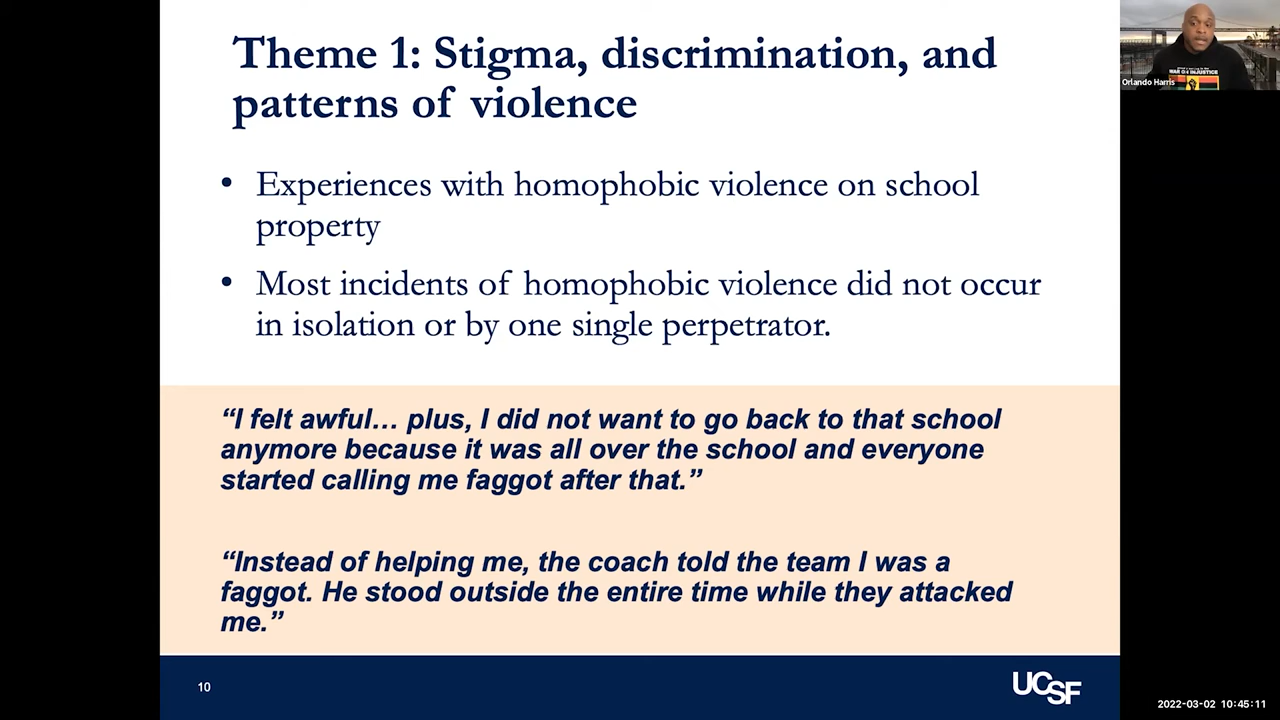 Theme 1: Stigma, discrimination, and
patterns of violence
• Experiences with homophobic violence on school
property
• Most incidents of homophobic violence did not occur
in isolation or by one single perpetrator.
“I felt awful… plus, I did not want to go back to that school
anymore because it was all over the school and everyone
started calling me faggot after that.”
“Instead of helping me, the coach told the team I was a
faggot. He stood outside the entire time while they attacked
me.”
10
UCSF
Orlando Harris
WAR ON INJUSTICE
2022-03-02 10:45:11